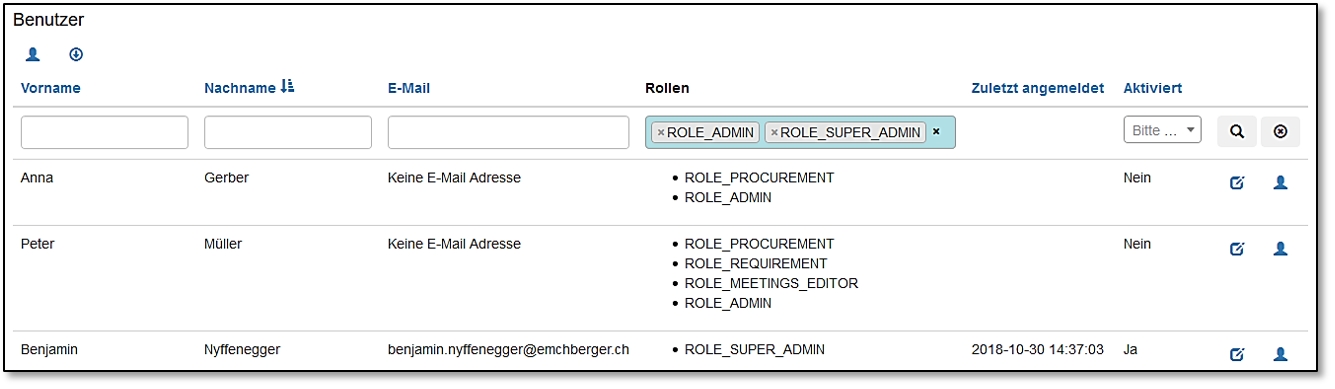 Benutzer
Vorname Nachname E-Mail Rollen Zuletzt angemeldet Aktiviert
×ROLE_ADMIN ×ROLE_SUPER_ADMIN × Bitte ...
Anna Gerber Keine E-Mail Adresse • ROLE_PROCUREMENT Nein
• ROLE_ADMIN
Peter Müller Keine E-Mail Adresse • ROLE_PROCUREMENT Nein
• ROLE_REQUIREMENT
• ROLE_MEETINGS_EDITOR
• ROLE_ADMIN
Benjamin Nyffenegger benjamin.nyffenegger@emchberger.ch • ROLE_SUPER_ADMIN 2018-10-30 14:37:03 Ja